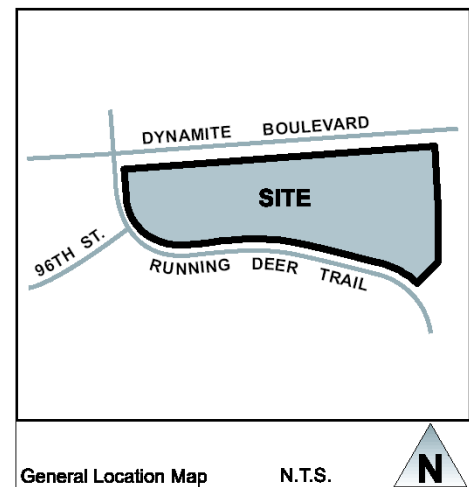 DYNAMITE BOULEVARD
SITE
96TH ST.
RUNNING DEER TRAIL
General Location Map N.T.S. N